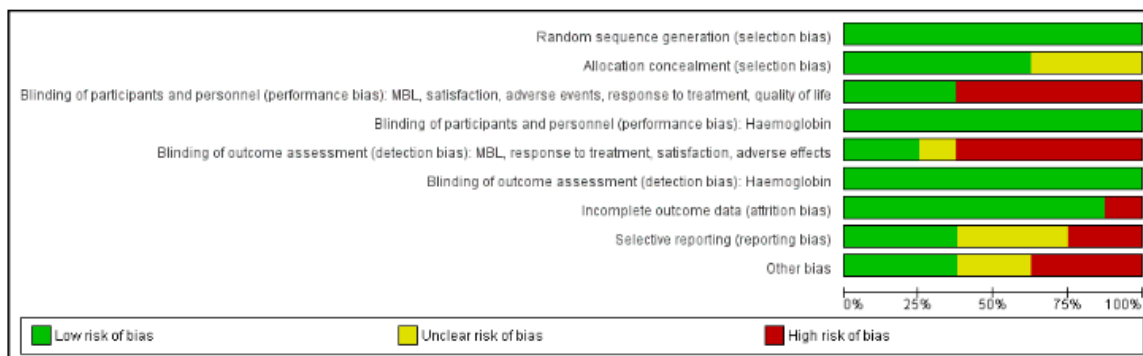 Random sequence generation (selection bias)
Allocation concealment (selection bias)
Blinding of participants and personnel (performance bias): MBL, satisfaction, adverse events, response to treatment, quality of life
Blinding of participants and personnel (performance bias): Haemoglobin
Blinding of outcome assessment (detection bias): MBL, response to treatment, satisfaction, adverse effects
Blinding of outcome assessment (detection bias): Haemoglobin
Incomplete outcome data (attrition bias)
Selective reporting (reporting bias)
Other bias
0% 25% 50% 75% 100%
Low risk of bias Unclear risk of bias High risk of bias